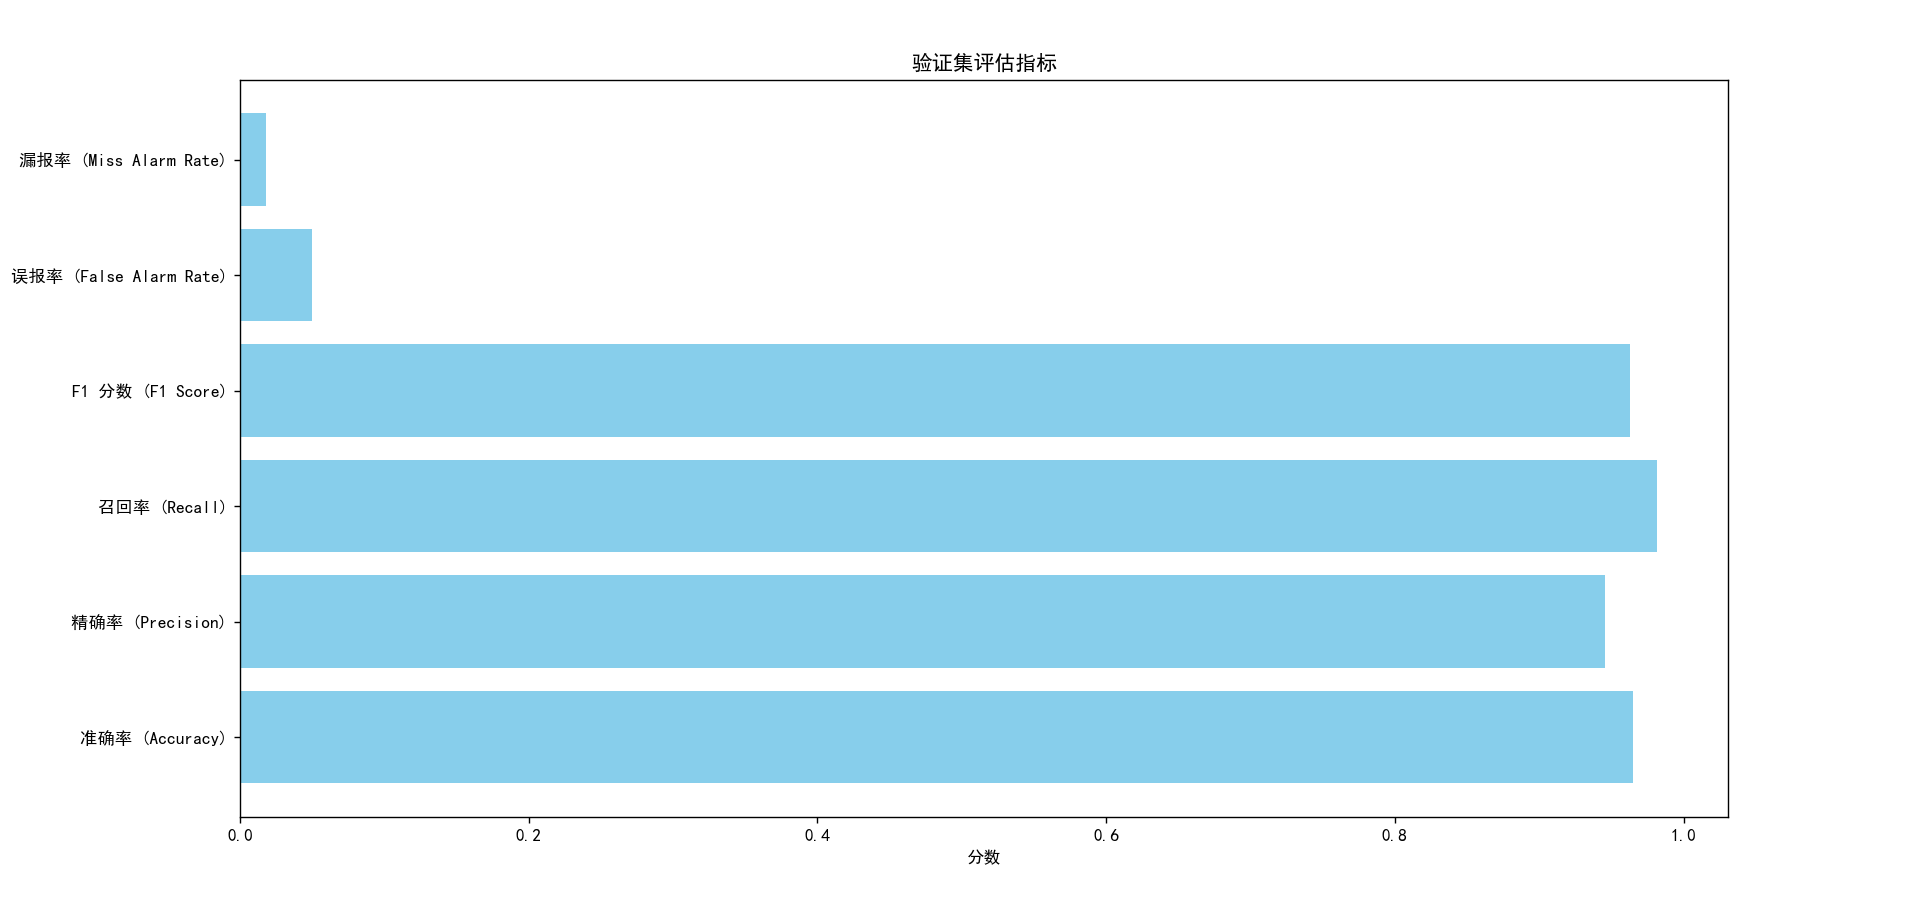 验证集评估指标
漏报率 (Miss Alarm Rate)
误报率 (False Alarm Rate)
F1 分数 (F1 Score)
召回率 (Recall)
精确率 (Precision)
准确率 (Accuracy)
0.0 0.2 0.4 0.6 0.8 1.0
分数